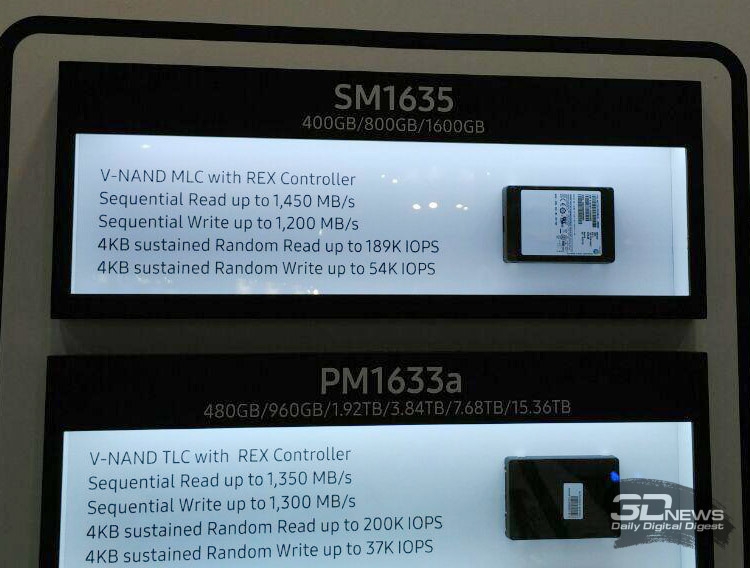 SM1635
400GB/800GB/1600GB
V-NAND MLC with REX Controller
Sequential Read up to 1,450 MB/s
Sequential Write up to 1,200 MB/s
4KB sustained Random Read up to 189K IOPS
4KB sustained Random Write up to 54K IOPS
PM1633a
480GB/960GB/1.92TB/3.84TB/7.68TB/15.36TB
V-NAND TLC with REX Controller
Sequential Read up to 1,350 MB/s
Sequential Write up to 1,300 MB/s
4KB sustained Random Read up to 200K IOPS
4KB sustained Random Write up to 37K IOPS
3DNEWS
Daily Digital Digest